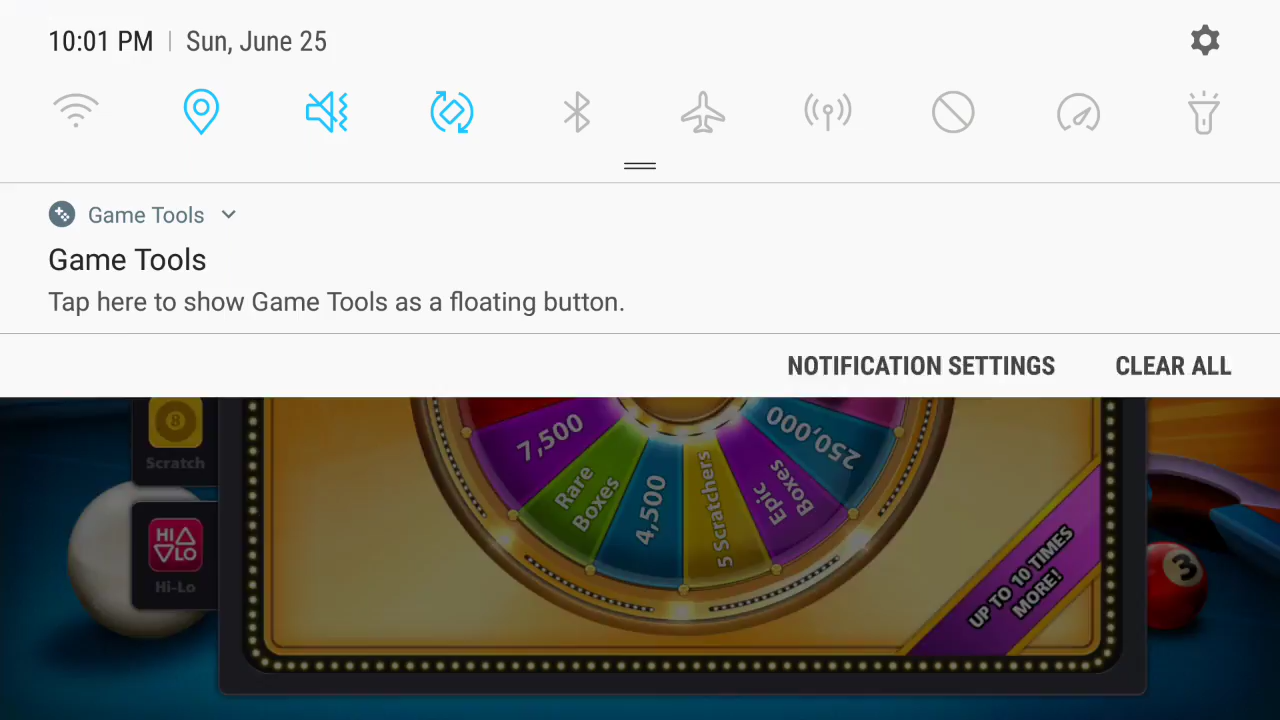 10:01 PM | Sun, June 25
Game Tools
Game Tools
Tap here to show Game Tools as a floating button.
NOTIFICATION SETTINGS CLEAR ALL
8
Scratch
HI
LO
Hi-Lo
7,500
Rare
Boxes
4,500
5 Scratchers
Epic
Boxes
250,000
UP TO 10 TIMES
MORE!
3